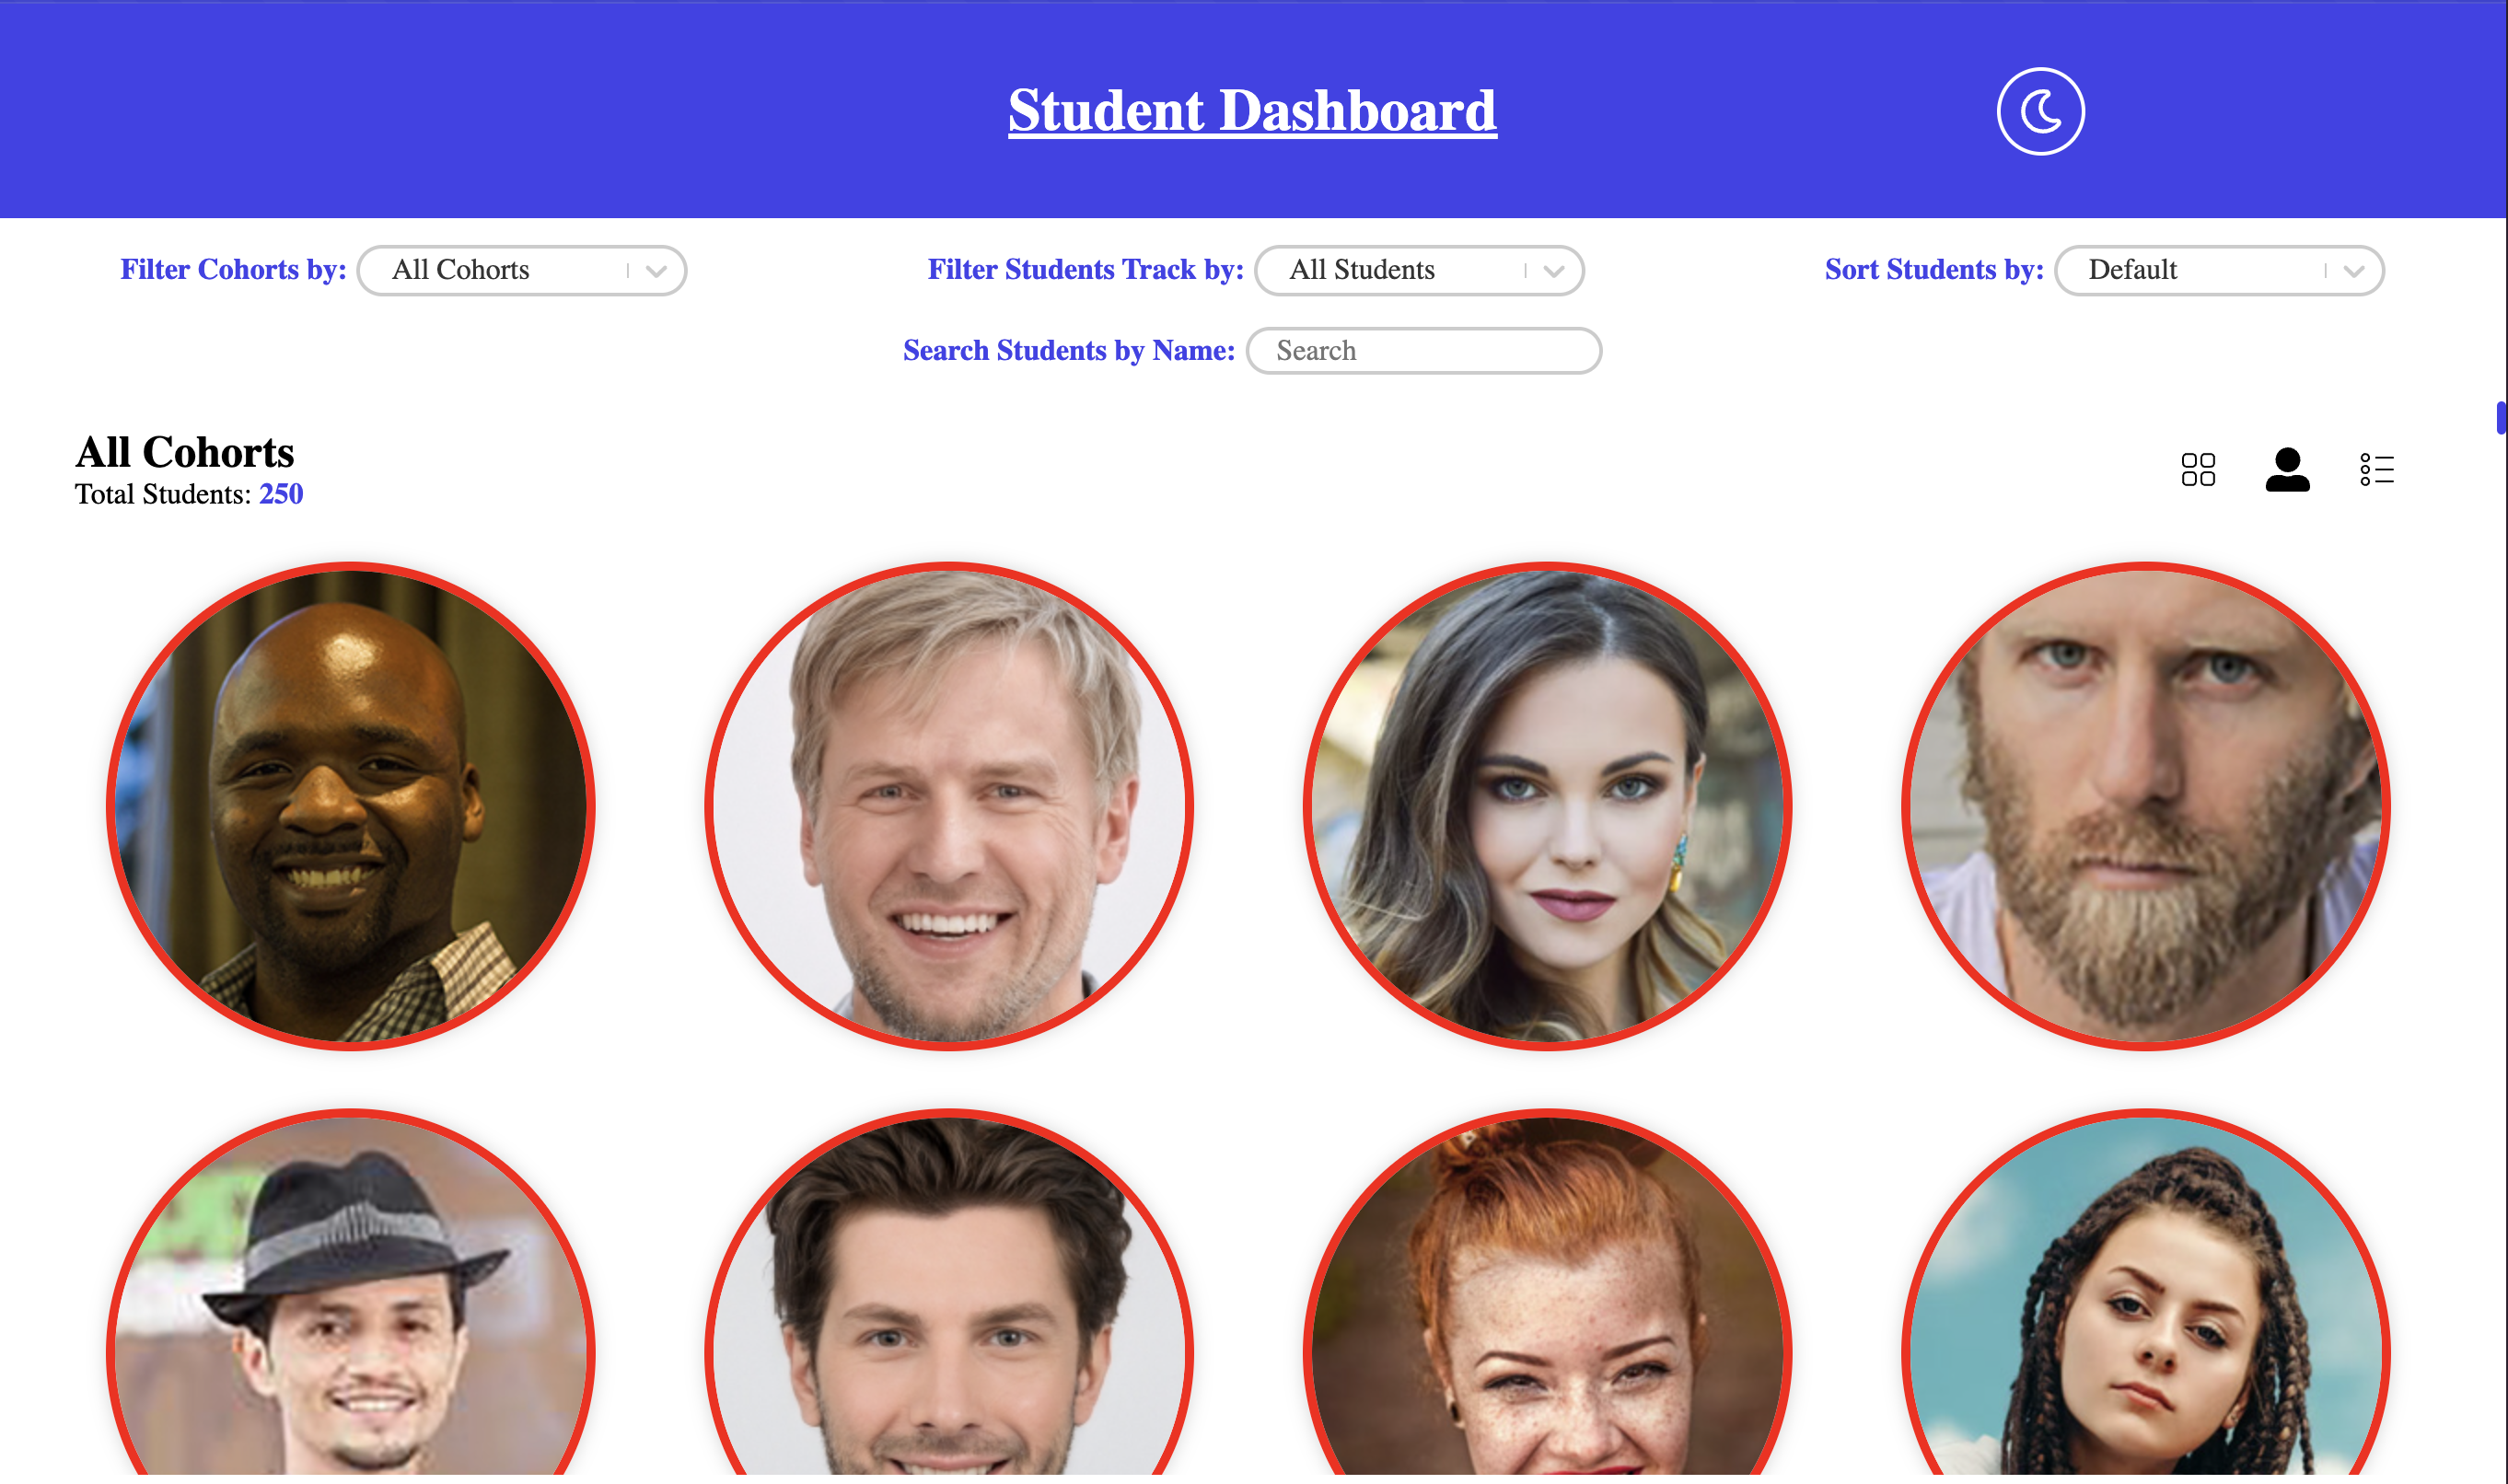 Student Dashboard
Filter Cohorts by: All Cohorts
Filter Students Track by: All Students
Sort Students by: Default
Search Students by Name: Search
All Cohorts
Total Students: 250